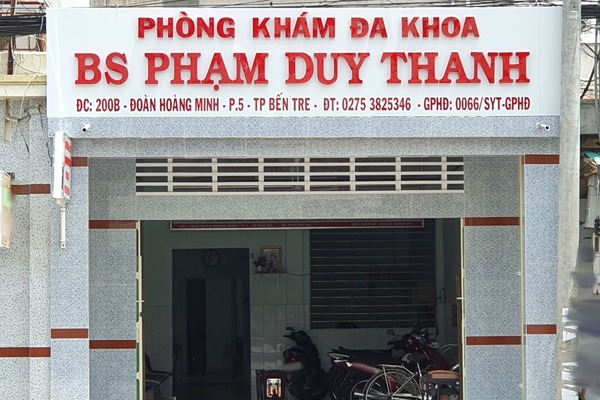 PHÒNG KHÁM ĐA KHOA
BS PHẠM DUY THANH
ĐC: 200B - ĐOÀN HOÀNG MINH - P.5 - TP BẾN TRE - ĐT: 0275 3825346 - GPHĐ: 0066/SYT-GPHĐ